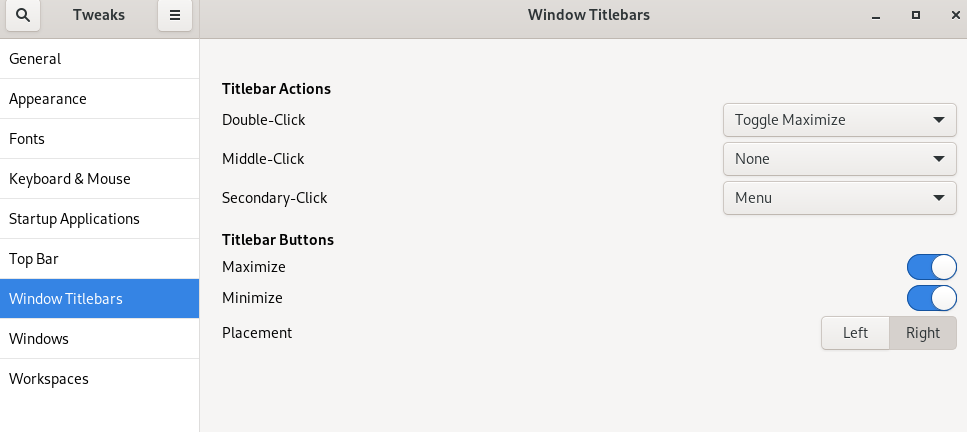 Tweaks
Window Titlebars
General
Appearance
Fonts
Keyboard & Mouse
Startup Applications
Top Bar
Window Titlebars
Windows
Workspaces
Titlebar Actions
Double-Click Toggle Maximize
Middle-Click None
Secondary-Click Menu
Titlebar Buttons
Maximize
Minimize
Placement Left Right